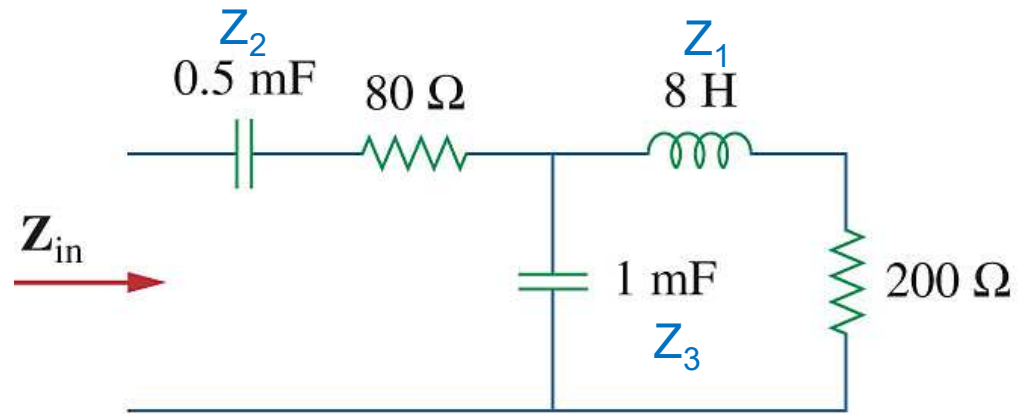 Z₂
0.5 mF
80 Ω
Z₁
8 H
Zin
1 mF
200 Ω
Z₃